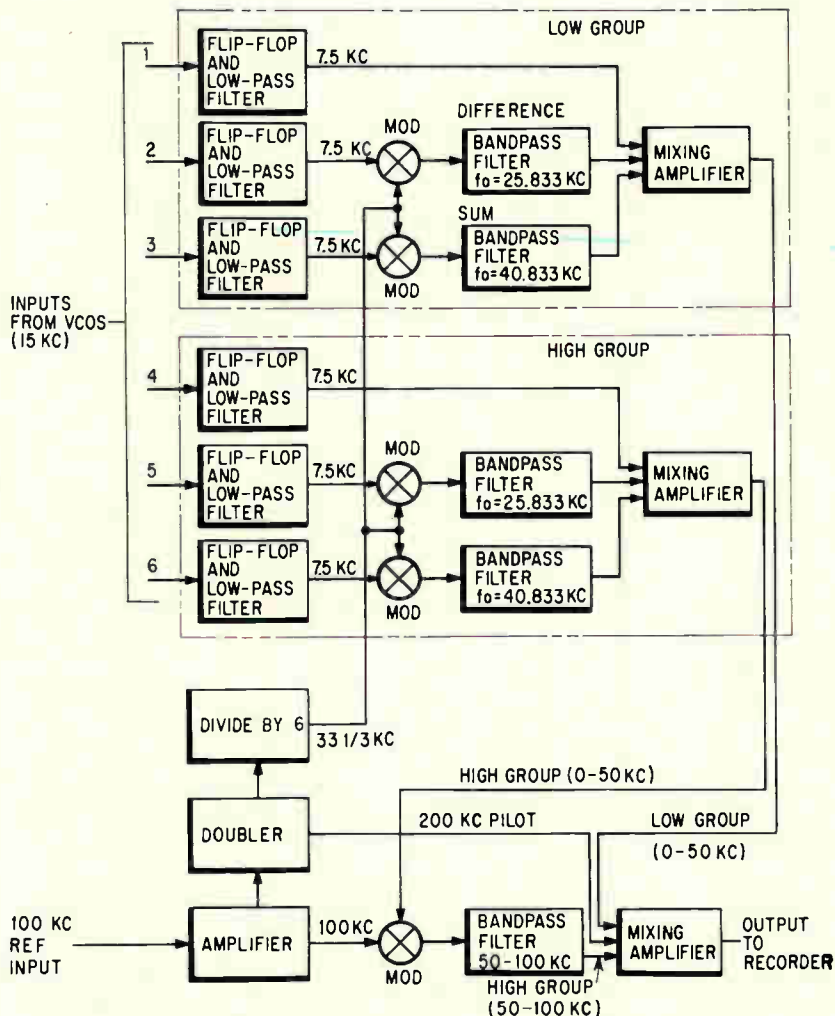 LOW GROUP
1
FLIP-FLOP
AND
LOW-PASS
FILTER
7.5 KC
2
FLIP-FLOP
AND
LOW-PASS
FILTER
7.5 KC
MOD
DIFFERENCE
BANDPASS
FILTER
fo=25.833 KC
MIXING
AMPLIFIER
3
FLIP-FLOP
AND
LOW-PASS
FILTER
7.5 KC
MOD
SUM
BANDPASS
FILTER
fo=40.833 KC
INPUTS
FROM VCOS
(15 KC)
HIGH GROUP
4
FLIP-FLOP
AND
LOW-PASS
FILTER
7.5 KC
5
FLIP-FLOP
AND
LOW-PASS
FILTER
7.5 KC
MOD
BANDPASS
FILTER
fo=25.833 KC
MIXING
AMPLIFIER
6
FLIP-FLOP
AND
LOW-PASS
FILTER
7.5 KC
MOD
BANDPASS
FILTER
fo=40.833 KC
DIVIDE BY 6
33 1/3 KC
HIGH GROUP (0-50 KC)
DOUBLER
200 KC PILOT
LOW GROUP
(0-50 KC)
100 KC
REF
INPUT
AMPLIFIER
100 KC
MOD
BANDPASS
FILTER
50-100 KC
HIGH GROUP
(50-100 KC)
MIXING
AMPLIFIER
OUTPUT
TO
RECORDER